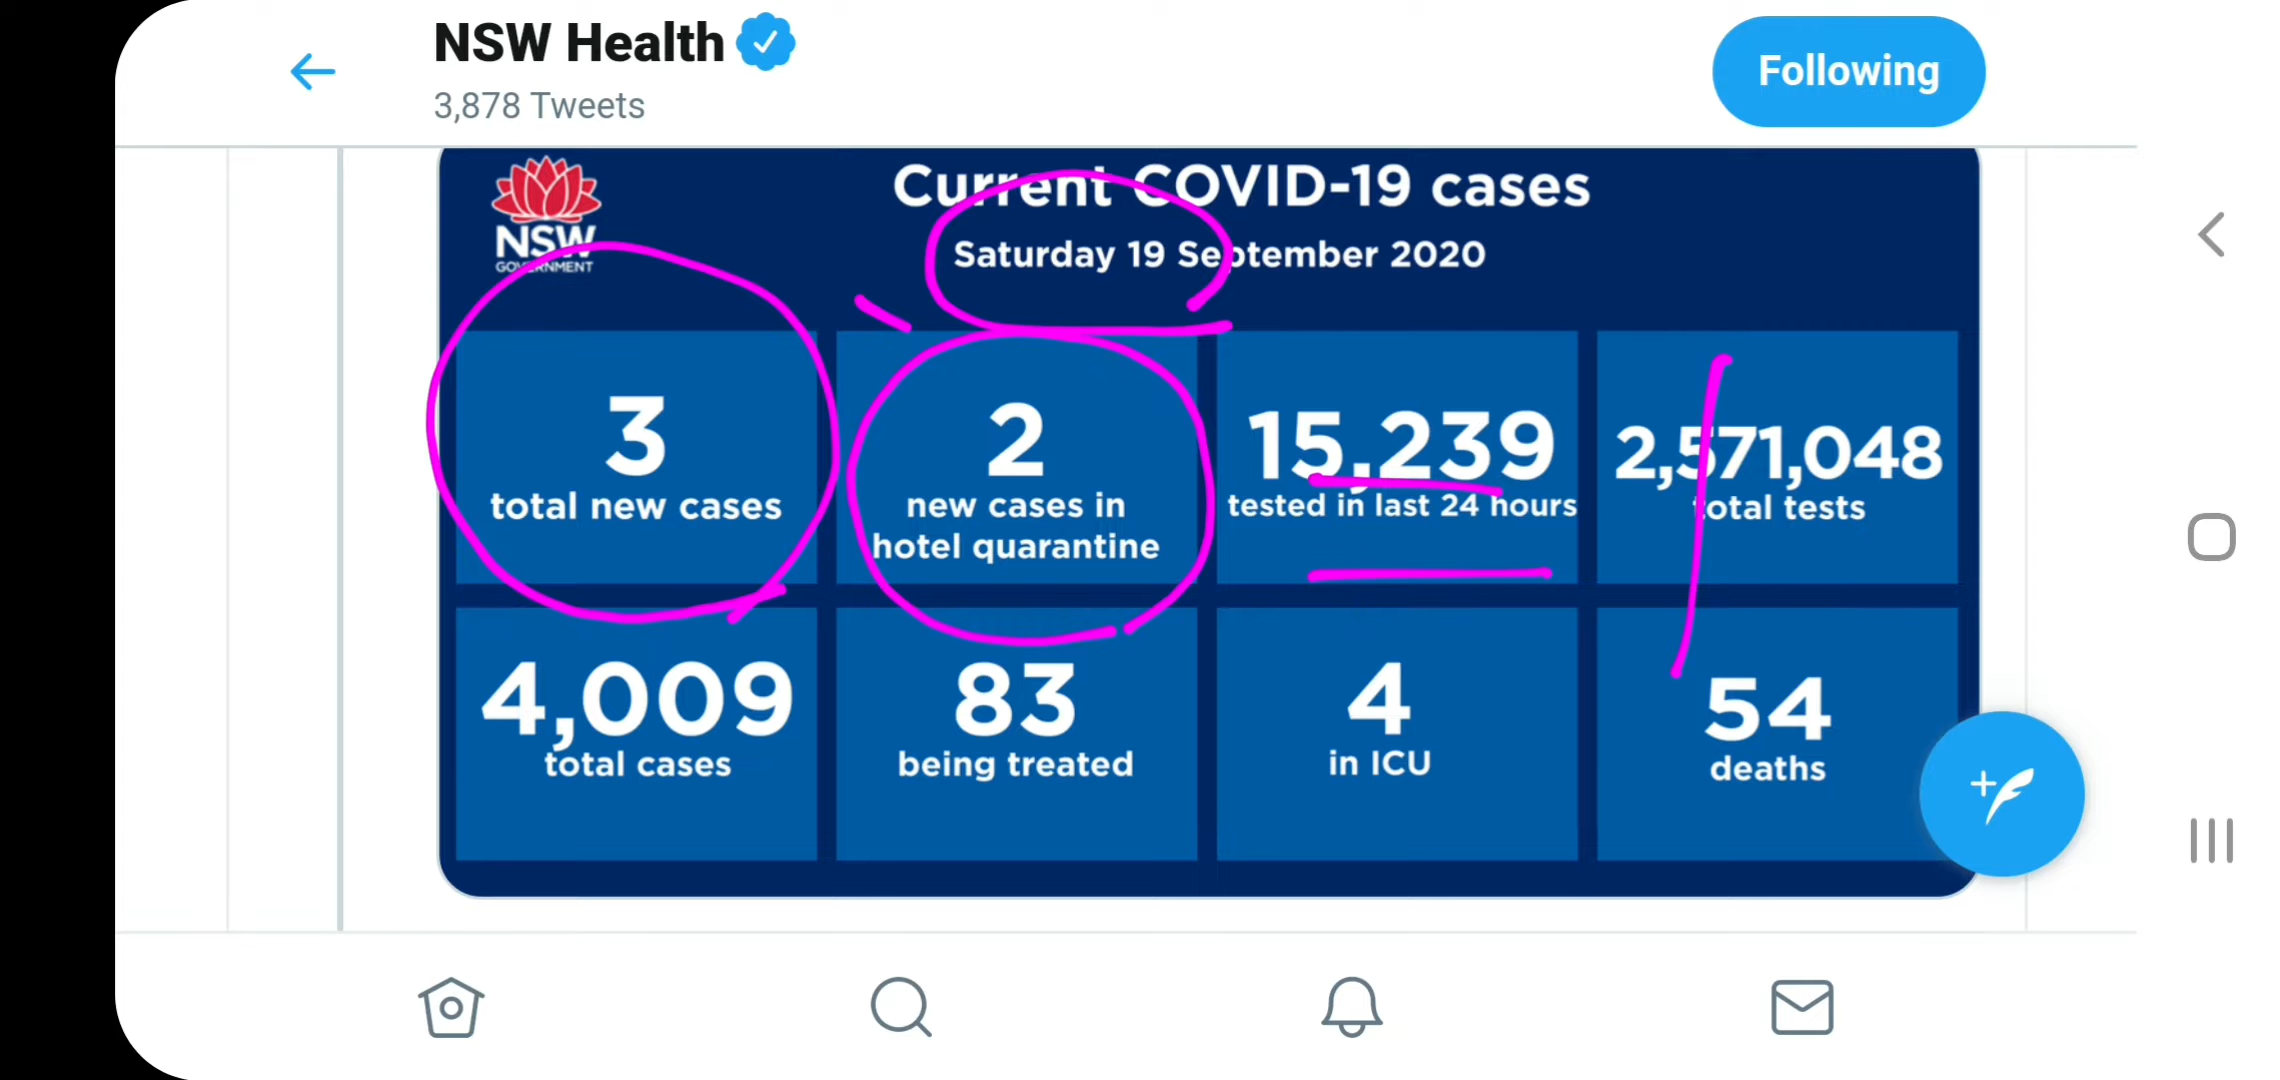 NSW Health
3,878 Tweets
Following
NSW
GOVERNMENT
Current COVID-19 cases
Saturday 19 September 2020
3
total new cases
2
new cases in
hotel quarantine
15,239
tested in last 24 hours
2,571,048
total tests
4,009
total cases
83
being treated
4
in ICU
54
deaths